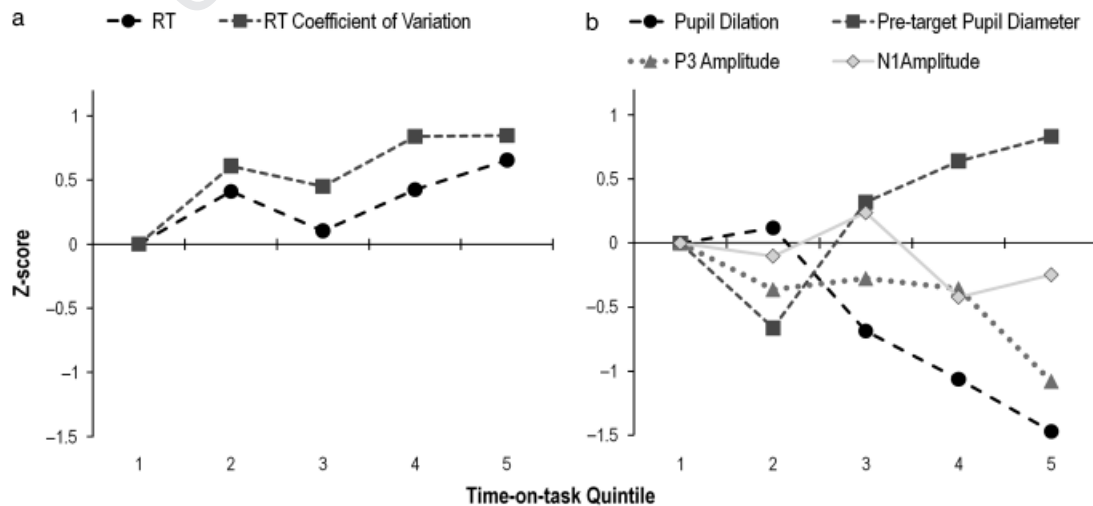 a
RT
RT Coefficient of Variation
b
Pupil Dilation
Pre-target Pupil Diameter
P3 Amplitude
N1Amplitude
Z-score
1
0.5
0
–0.5
–1
–1.5
1 2 3 4 5
1
0.5
0
–0.5
–1
–1.5
1 2 3 4 5
Time-on-task Quintile